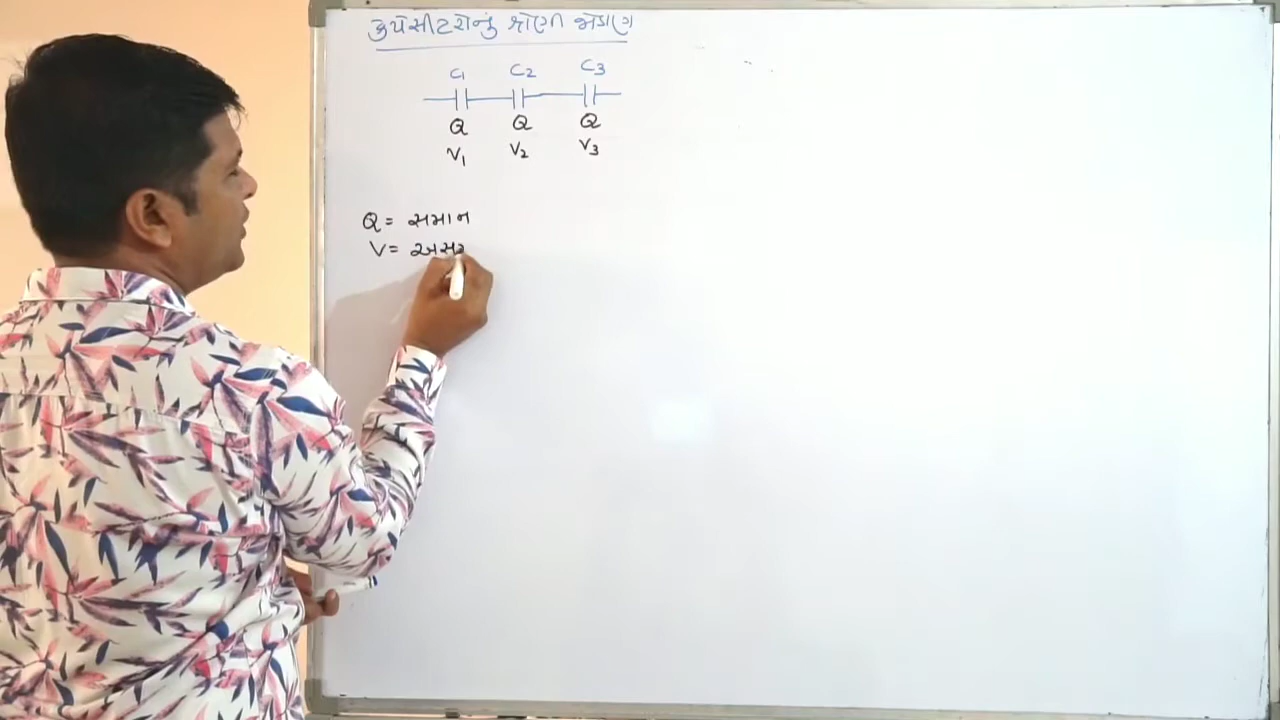 કેપેસીટરોનું શ્રેણી જોડાણ
C1 C2 C3
Q Q Q
V1 V2 V3
Q = સમાન
V = અસમ